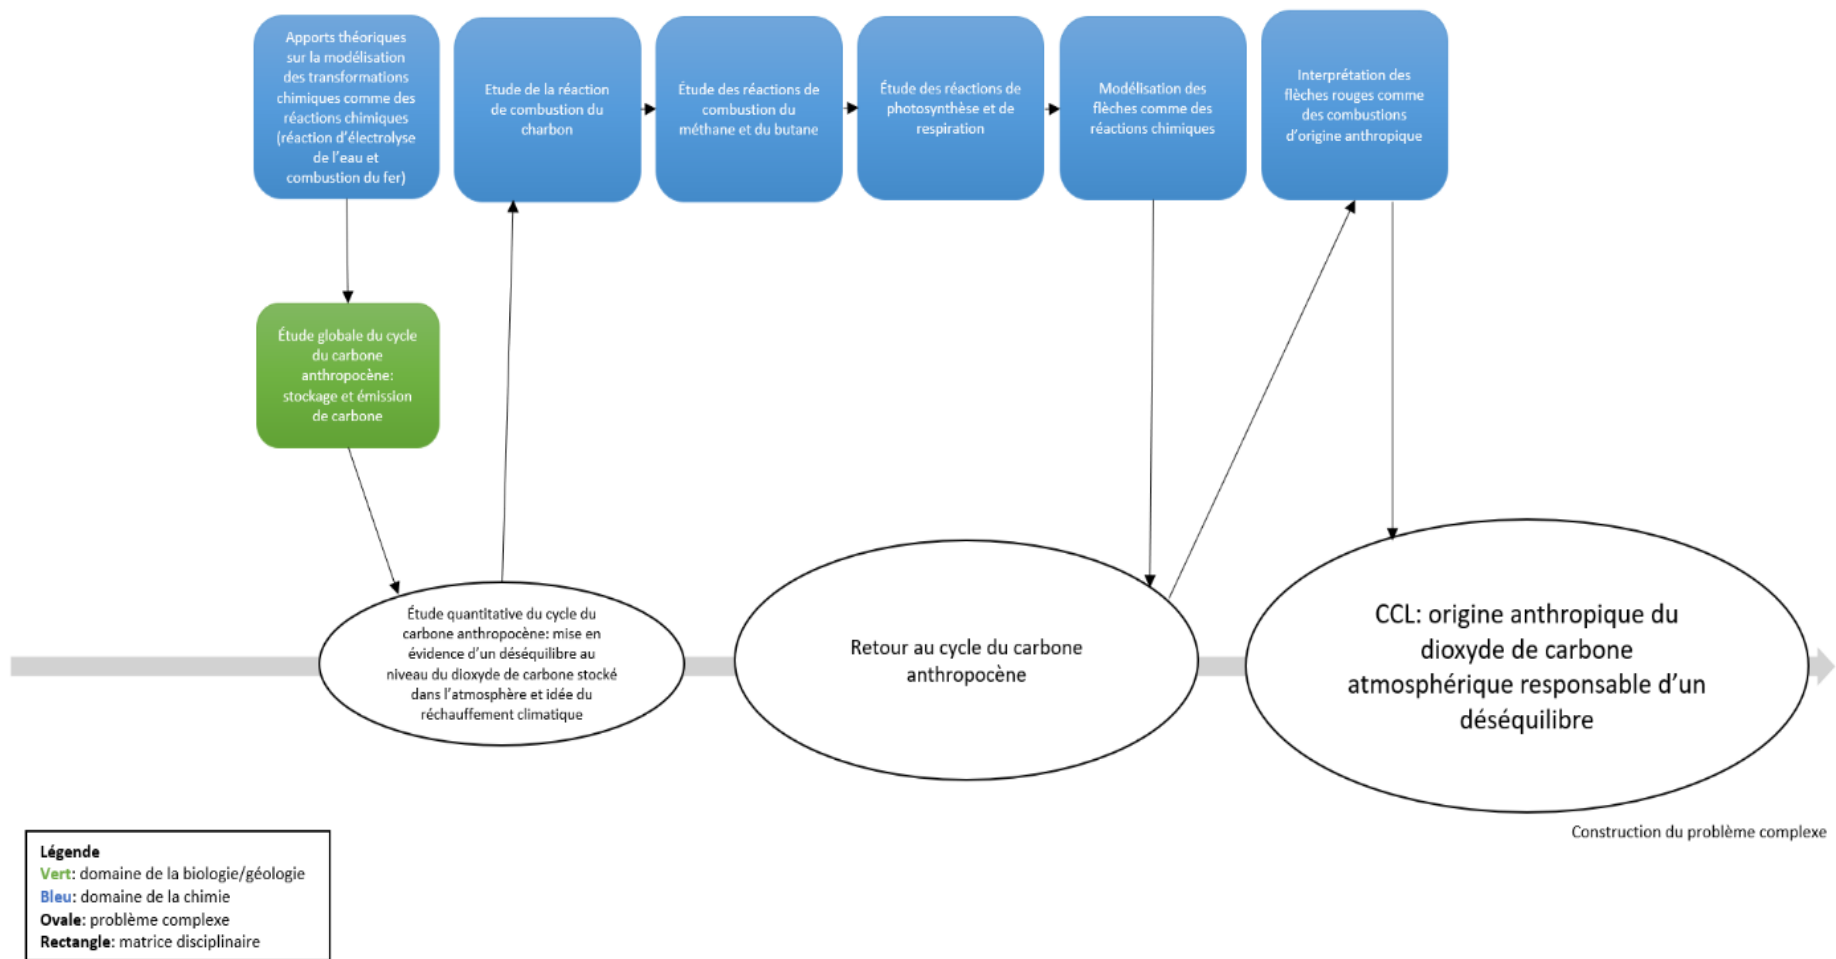 Apports théoriques
sur la modélisation
des transformations
chimiques comme des
réactions chimiques
(réaction d'électrolyse
de l'eau et
combustion du fer)
Etude de la réaction
de combustion du
charbon
Étude des réactions de
combustion du
méthane et du butane
Étude des réactions de
photosynthèse et de
respiration
Modélisation des
flèches comme des
réactions chimiques
Interprétation des
flèches rouges comme
des combustions
d'origine anthropique
Étude globale du cycle
du carbone
anthropocène:
stockage et émission
de carbone
Étude quantitative du cycle du
carbone anthropocène: mise en
évidence d'un déséquilibre au
niveau du dioxyde de carbone stocké
dans l'atmosphère et idée du
réchauffement climatique
Retour au cycle du carbone
anthropocène
CCL: origine anthropique du
dioxyde de carbone
atmosphérique responsable d'un
déséquilibre
Construction du problème complexe
Légende
Vert: domaine de la biologie/géologie
Bleu: domaine de la chimie
Ovale: problème complexe
Rectangle: matrice disciplinaire